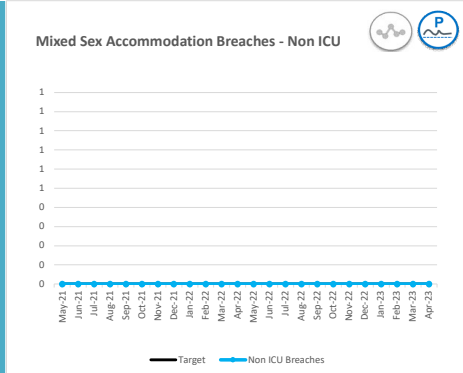 Mixed Sex Accommodation Breaches - Non ICU
P
1
1
1
1
1
1
0
0
0
0
0
May-21
Jun-21
Jul-21
Aug-21
Sep-21
Oct-21
Nov-21
Dec-21
Jan-22
Feb-22
Mar-22
Apr-22
May-22
Jun-22
Jul-22
Aug-22
Sep-22
Oct-22
Nov-22
Dec-22
Jan-23
Feb-23
Mar-23
Apr-23
Target
Non ICU Breaches